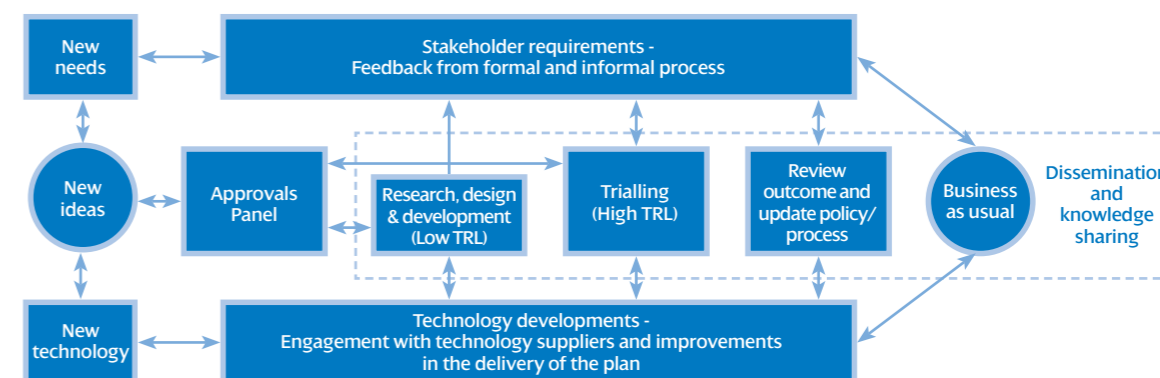 New
needs
Stakeholder requirements -
Feedback from formal and informal process
New
ideas
Approvals
Panel
Research, design
& development
(Low TRL)
Trialling
(High TRL)
Review
outcome and
update policy/
process
Business
as usual
Dissemination
and
knowledge
sharing
New
technology
Technology developments -
Engagement with technology suppliers and improvements
in the delivery of the plan